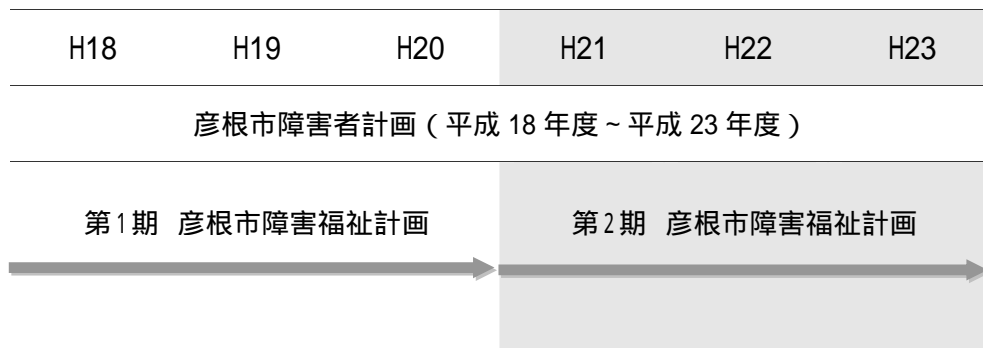 H18 H19 H20 H21 H22 H23
彦根市障害者計画（平成 18 年度～平成 23 年度）
第1期 彦根市障害福祉計画 第2期 彦根市障害福祉計画